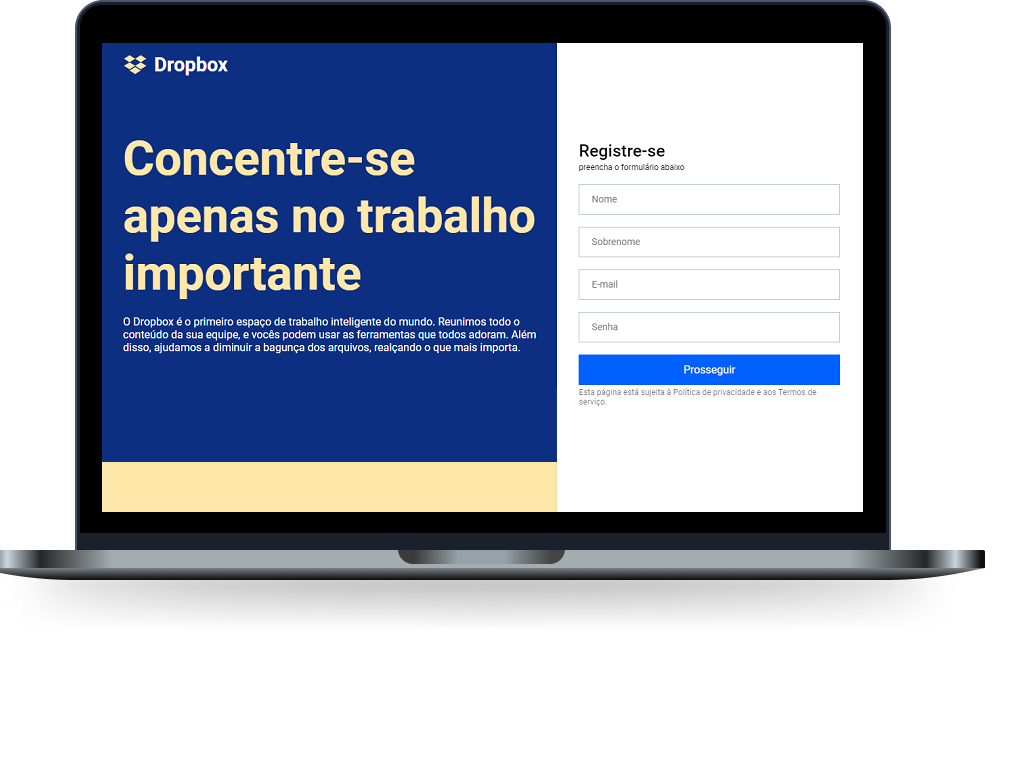 Dropbox
Concentre-se
apenas no trabalho
importante
O Dropbox é o primeiro espaço de trabalho inteligente do mundo. Reunimos todo o
conteúdo da sua equipe, e vocês podem usar as ferramentas que todos adoram. Além
disso, ajudamos a diminuir a bagunça dos arquivos, realçando o que mais importa.
Registre-se
preencha o formulário abaixo
Nome
Sobrenome
E-mail
Senha
Prosseguir
Esta página está sujeita à Política de privacidade e aos Termos de
serviço.